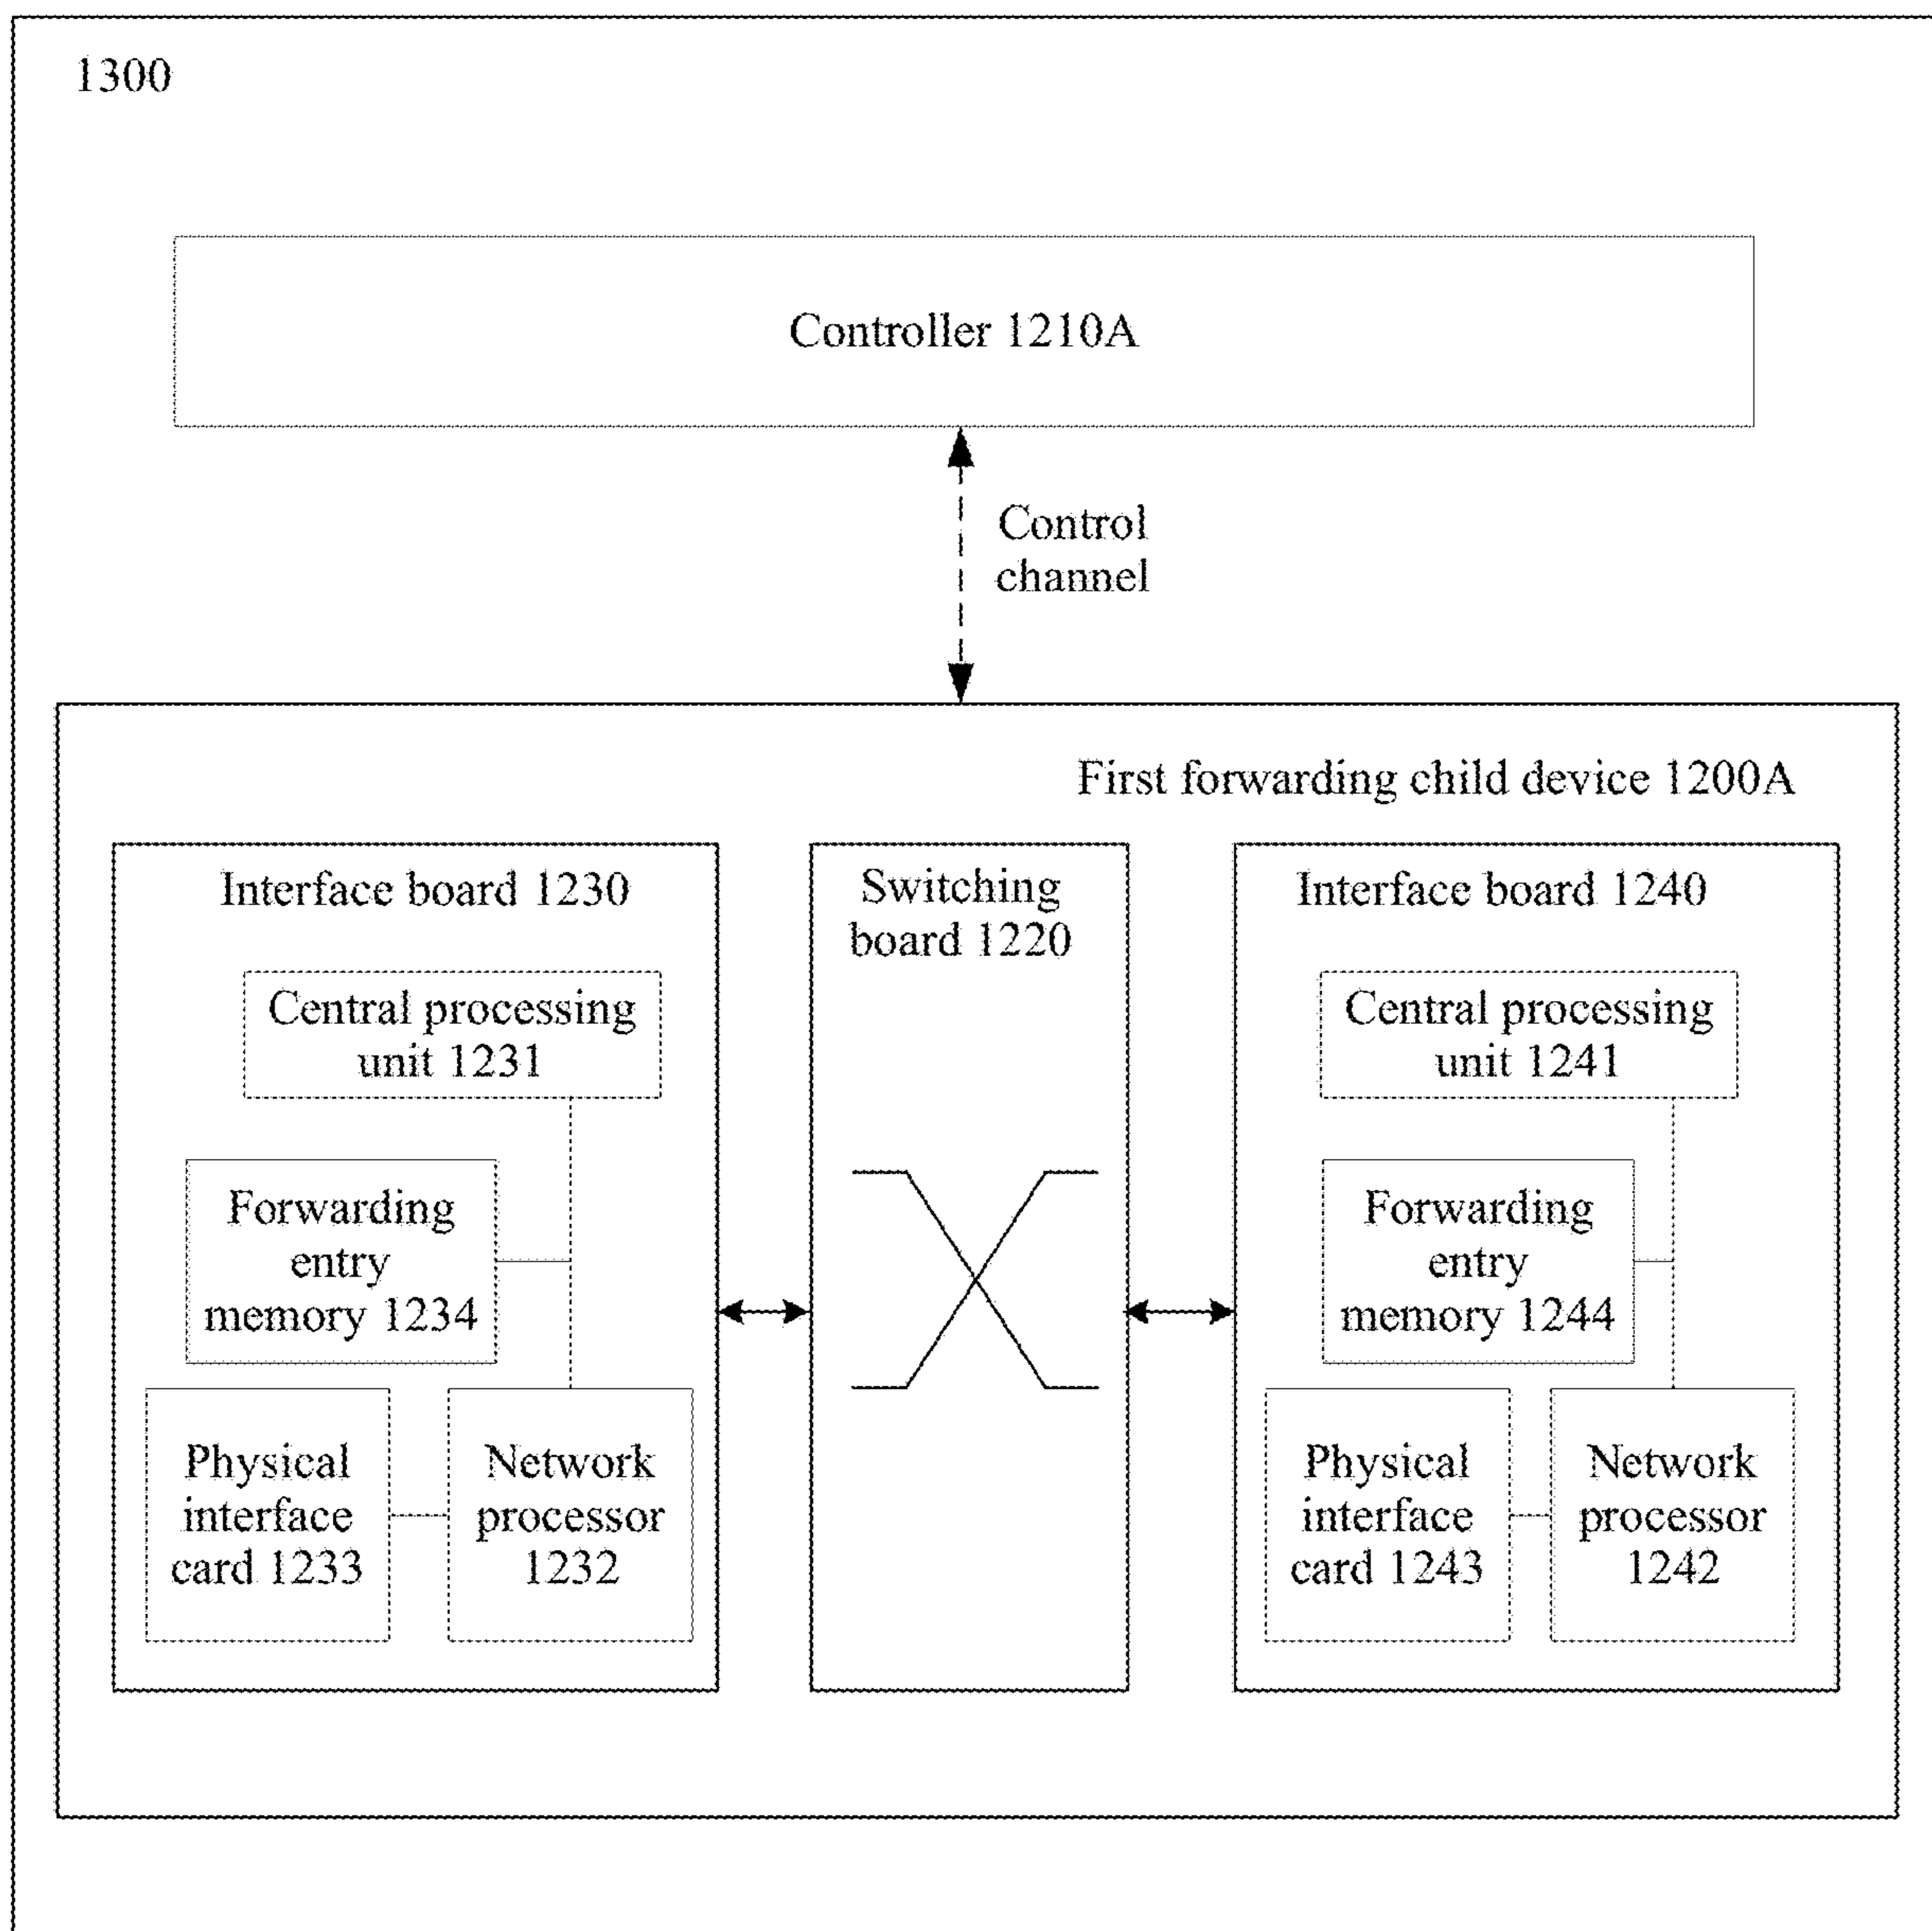 1300
Controller 1210A
Control
channel
First forwarding child device 1200A
Interface board 1230
Central processing
unit 1231
Forwarding
entry
memory 1234
Physical
interface
card 1233
Network
processor
1232
Switching
board 1220
Interface board 1240
Central processing
unit 1241
Forwarding
entry
memory 1244
Physical
interface
card 1243
Network
processor
1242